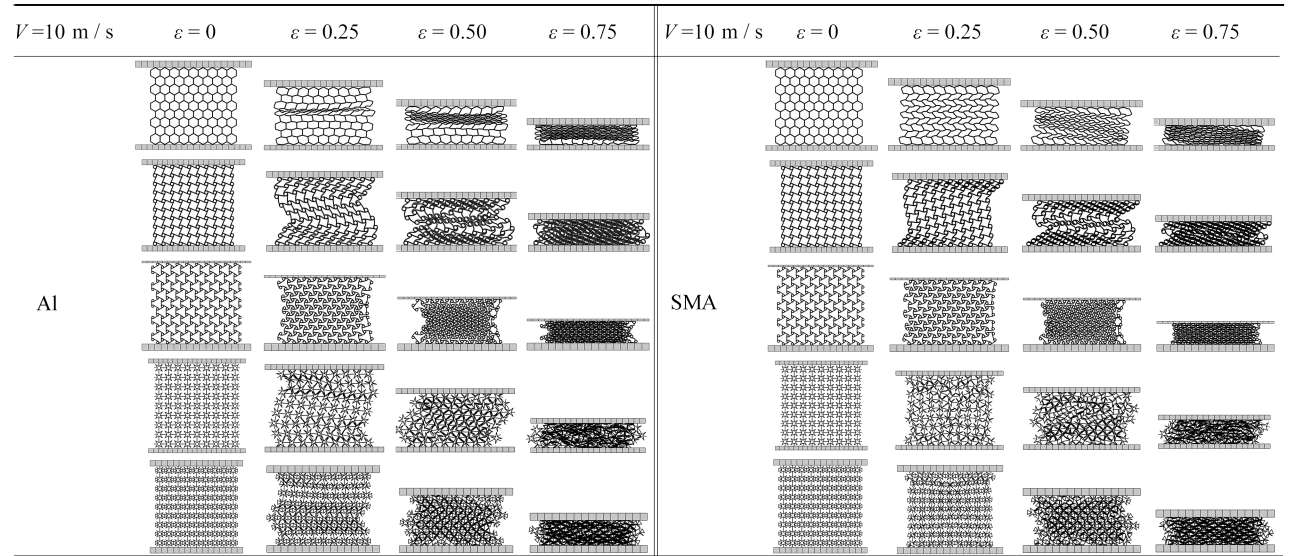 V=10 m / s ε = 0 ε = 0.25 ε = 0.50 ε = 0.75 V=10 m / s ε = 0 ε = 0.25 ε = 0.50 ε = 0.75
Al SMA